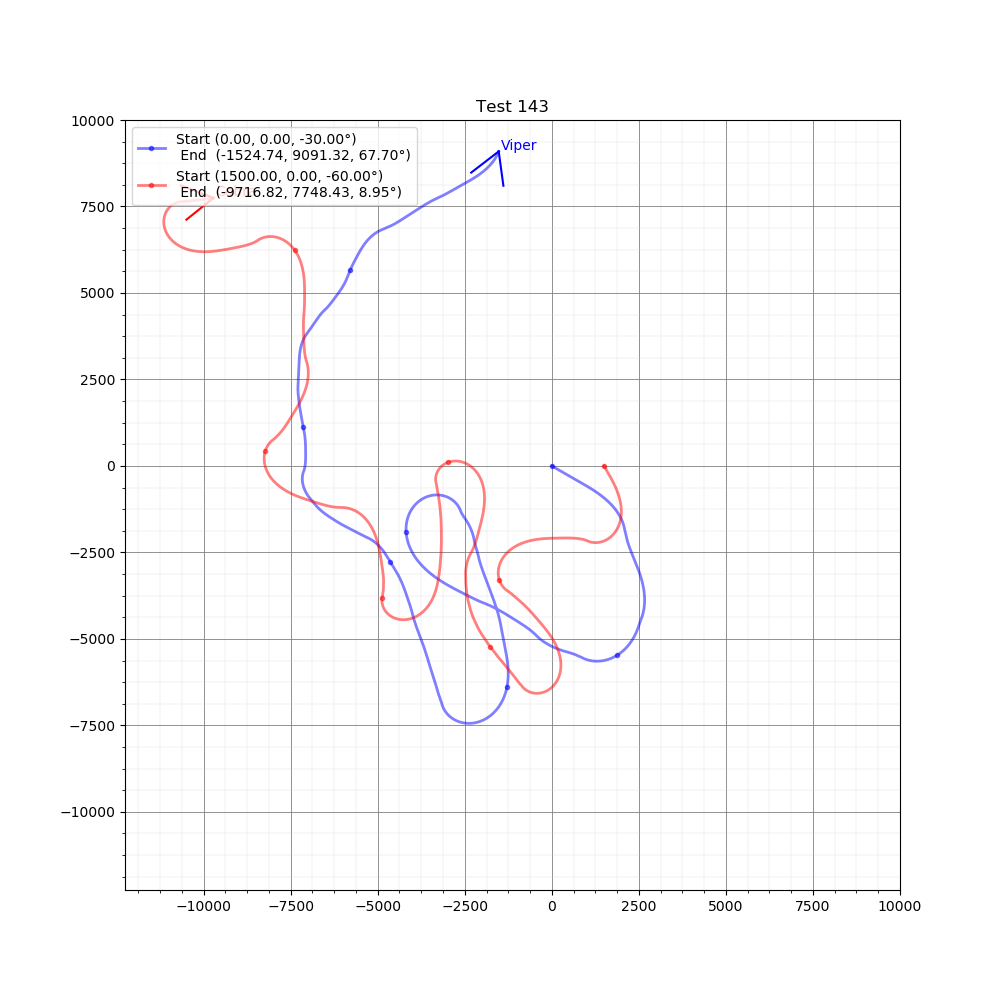 Test 143
Start (0.00, 0.00, -30.00°)
End  (-1524.74, 9091.32, 67.70°)
Start (1500.00, 0.00, -60.00°)
End  (-9716.82, 7748.43, 8.95°)
Viper
10000
7500
5000
2500
0
−2500
−5000
−7500
−10000
−10000 −7500 −5000 −2500 0 2500 5000 7500 10000